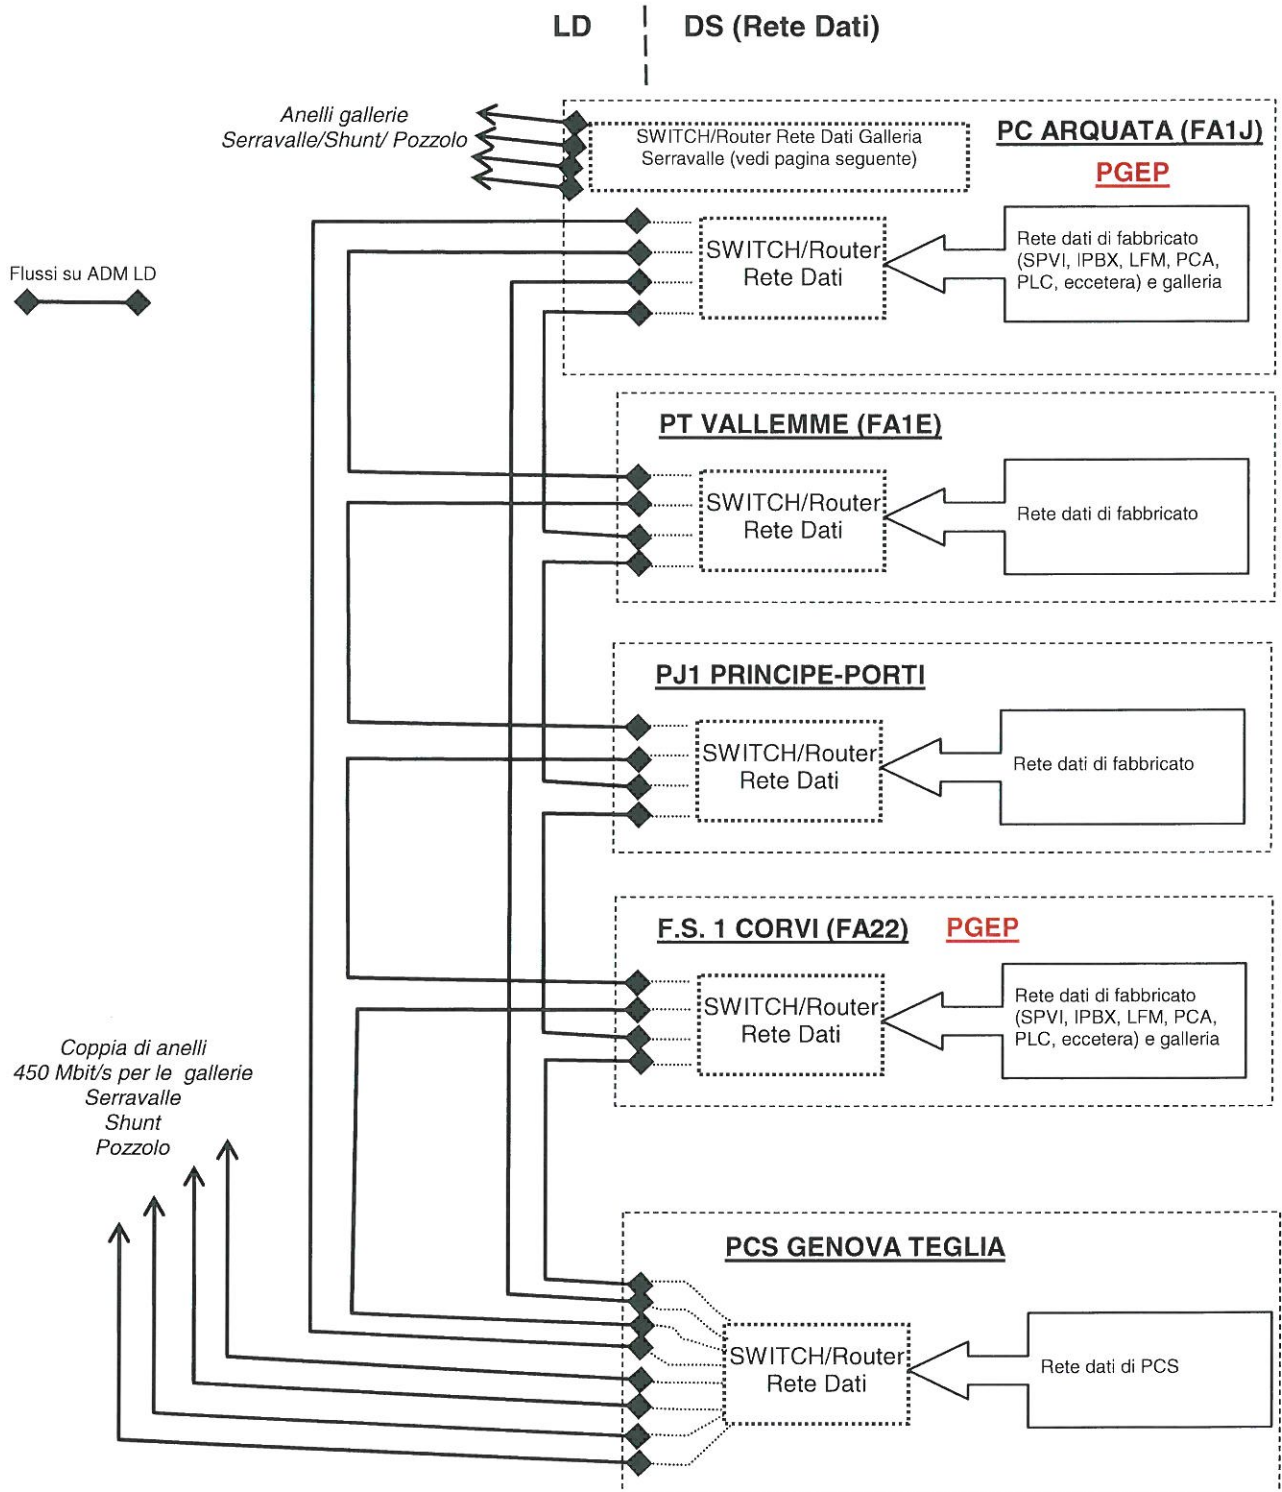 LD
DS (Rete Dati)
Anelli gallerie
Serravalle/Shunt/ Pozzolo
SWITCH/Router Rete Dati Galleria
Serravalle (vedi pagina seguente)
PC ARQUATA (FA1J)
PGEP
SWITCH/Router
Rete Dati
Rete dati di fabbricato
(SPVI, IPBX, LFM, PCA,
PLC, eccetera) e galleria
Flussi su ADM LD
PT VALLEMME (FA1E)
SWITCH/Router
Rete Dati
Rete dati di fabbricato
PJ1 PRINCIPE-PORTI
SWITCH/Router
Rete Dati
Rete dati di fabbricato
F.S. 1 CORVI (FA22)
PGEP
SWITCH/Router
Rete Dati
Rete dati di fabbricato
(SPVI, IPBX, LFM, PCA,
PLC, eccetera) e galleria
Coppia di anelli
450 Mbit/s per le gallerie
Serravalle
Shunt
Pozzolo
PCS GENOVA TEGLIA
SWITCH/Router
Rete Dati
Rete dati di PCS